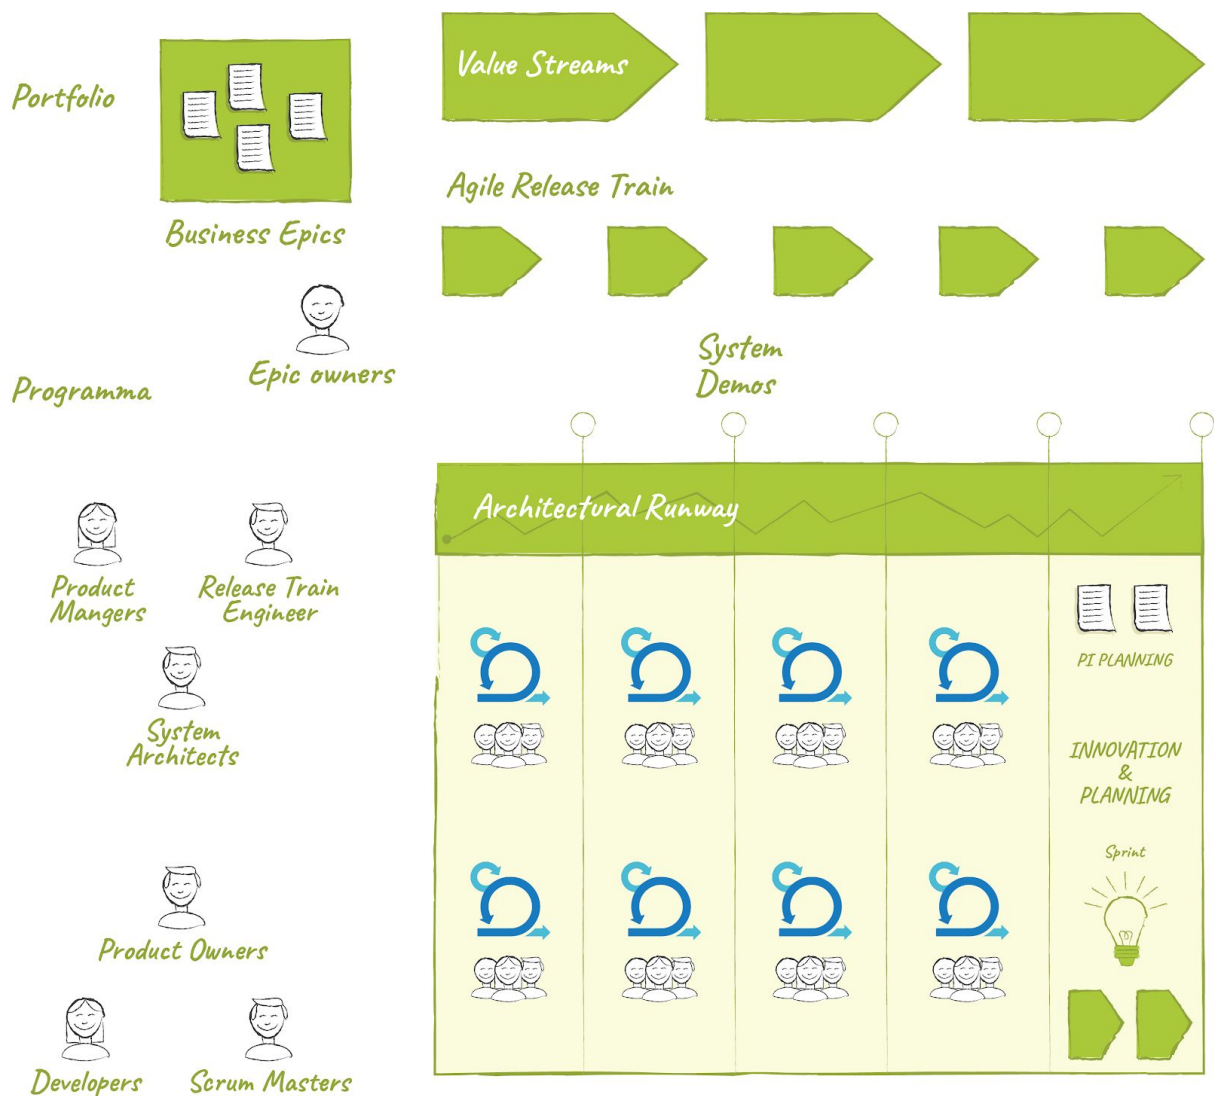 Portfolio
Business Epics
Value Streams
Agile Release Train
Epic owners
Programma
System
Demos
Architectural Runway
Product
Mangers
Release Train
Engineer
System
Architects
PI PLANNING
INNOVATION
&
PLANNING
Sprint
Product Owners
Developers
Scrum Masters